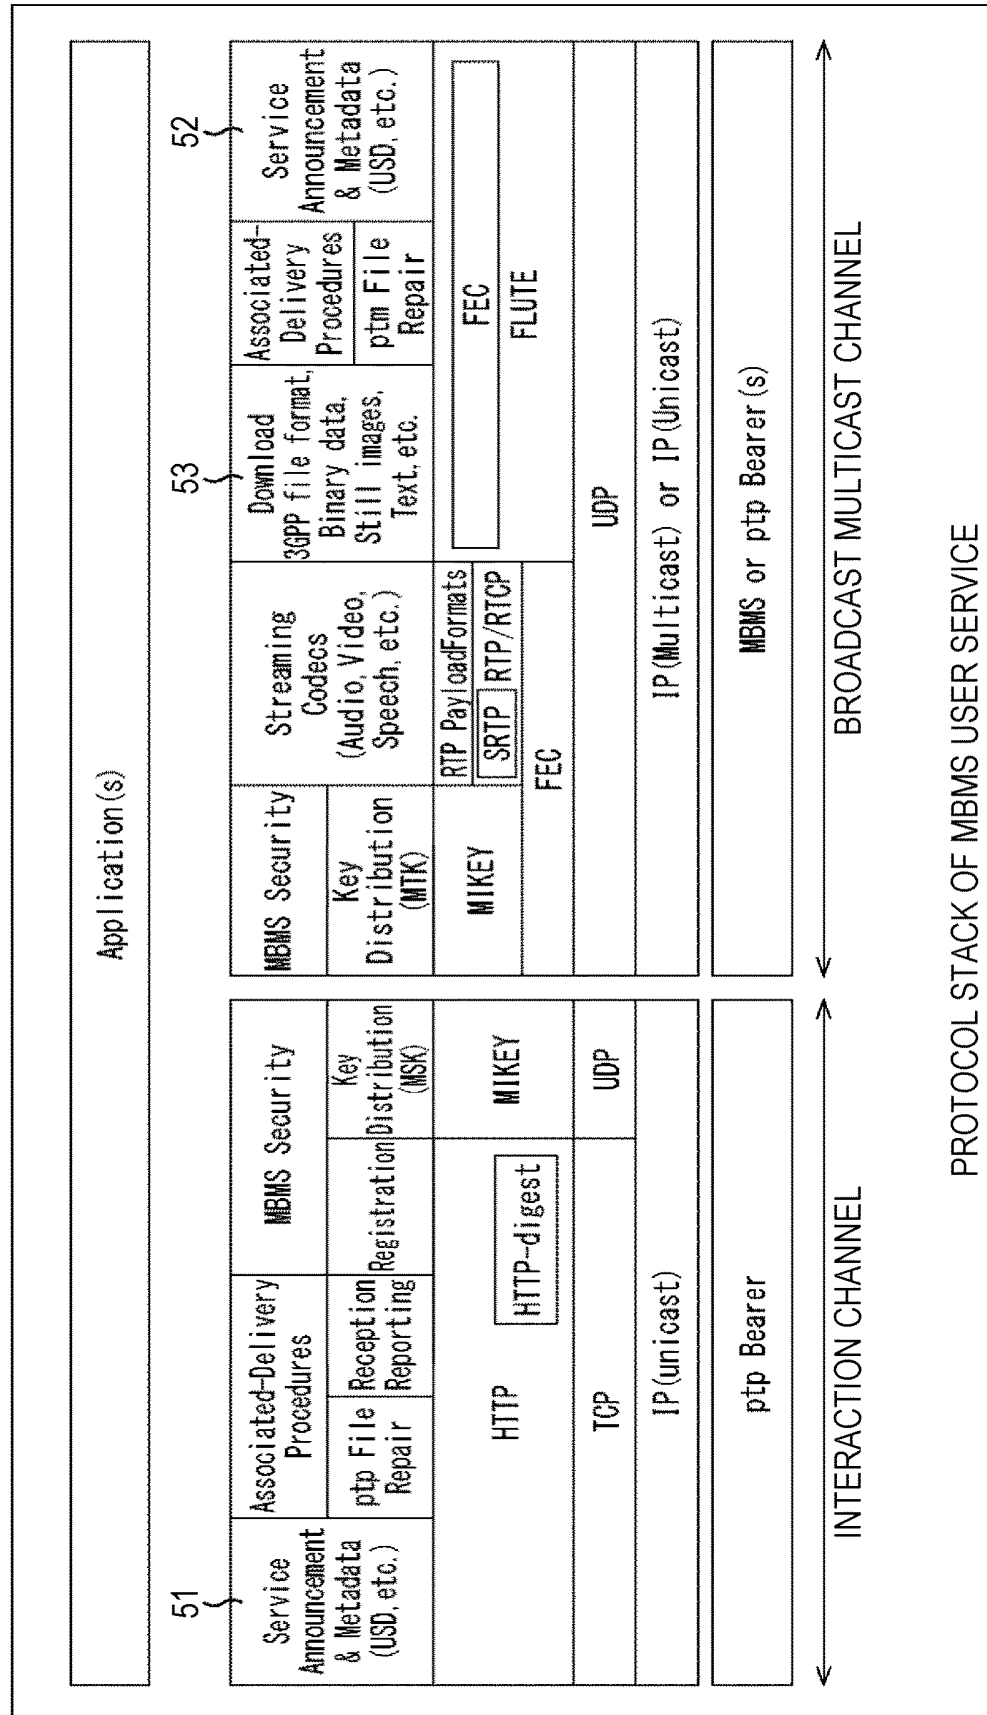 Application(s)
51
52
53
Service
Announcement
& Metadata
(USD, etc.)
Associated-Delivery
Procedures
ptp File
Repair
Reception
Reporting
MBMS Security
Registration
Key
Distribution
(MSK)
HTTP
HTTP-digest
MIKEY
TCP
UDP
IP(unicast)
ptp Bearer
INTERACTION CHANNEL
MBMS Security
Key
Distribution
(MTK)
Streaming
Codecs
(Audio, Video,
Speech, etc.)
Download
3GPP file format,
Binary data,
Still images,
Text, etc.
Associated-
Delivery
Procedures
ptm File
Repair
Service
Announcement
& Metadata
(USD, etc.)
MIKEY
RTP PayloadFormats
SRTP
RTP/RTCP
FEC
FEC
FLUTE
UDP
IP(Multicast) or IP(Unicast)
MBMS or ptp Bearer(s)
BROADCAST MULTICAST CHANNEL
PROTOCOL STACK OF MBMS USER SERVICE